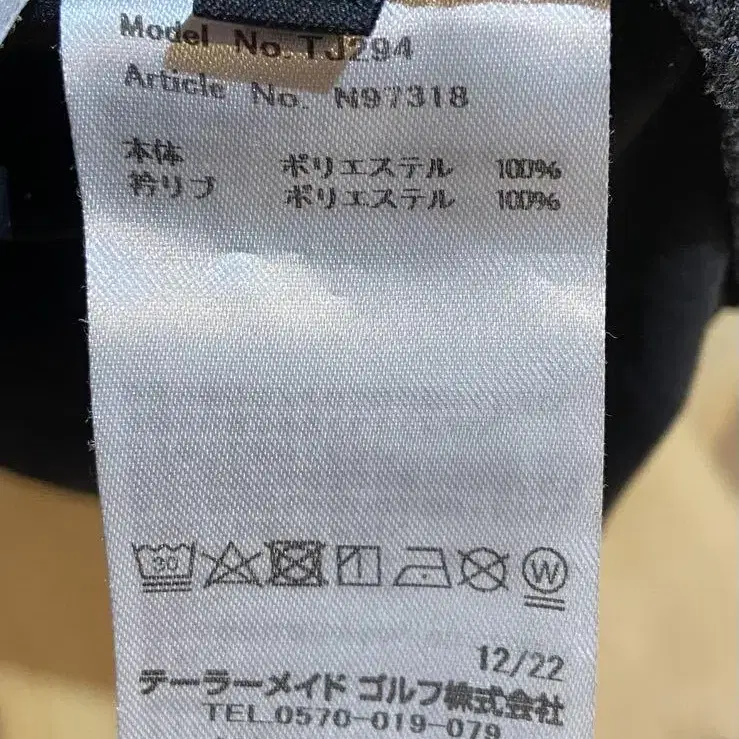 Model No. TJ294
Article No. N97318
本体 ポリエステル 100%
衿リブ ポリエステル 100%
30
W
12/22
テーラーメイド ゴルフ株式会社
TEL.0570-019-079